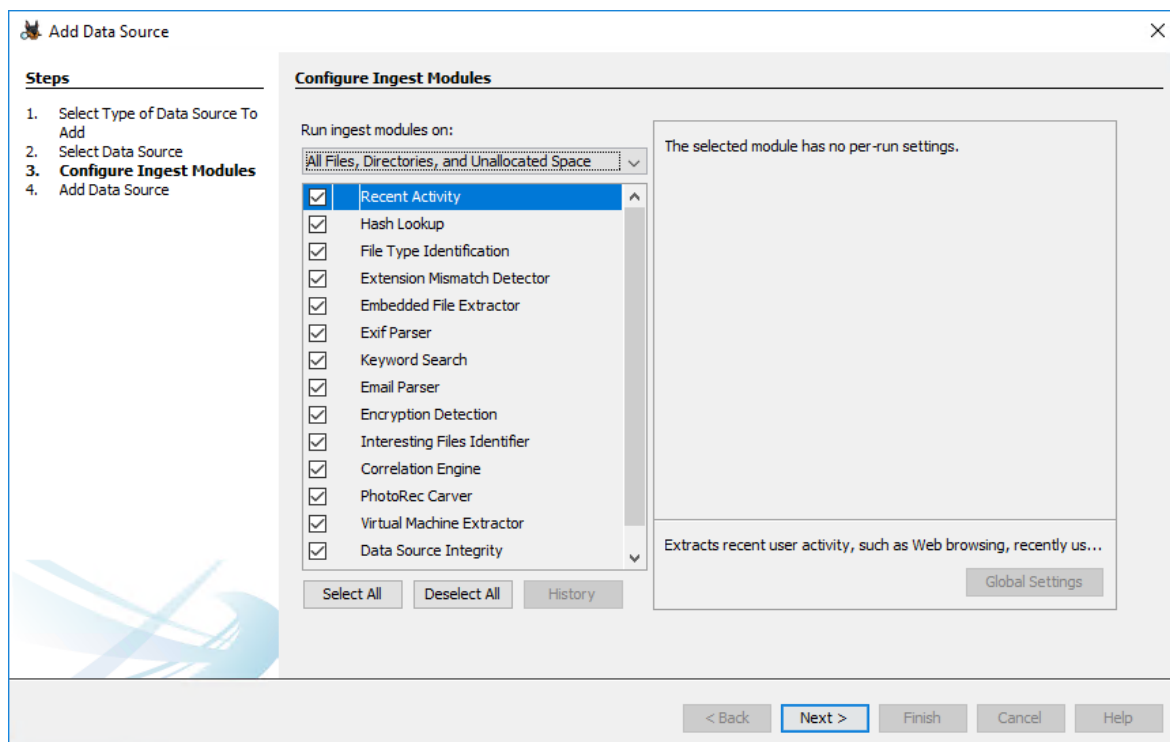 Add Data Source
Steps
1. Select Type of Data Source To
Add
2. Select Data Source
3. Configure Ingest Modules
4. Add Data Source
Configure Ingest Modules
Run ingest modules on:
All Files, Directories, and Unallocated Space
Recent Activity
Hash Lookup
File Type Identification
Extension Mismatch Detector
Embedded File Extractor
Exif Parser
Keyword Search
Email Parser
Encryption Detection
Interesting Files Identifier
Correlation Engine
PhotoRec Carver
Virtual Machine Extractor
Data Source Integrity
Select All Deselect All History
The selected module has no per-run settings.
Extracts recent user activity, such as Web browsing, recently us...
Global Settings
< Back Next > Finish Cancel Help